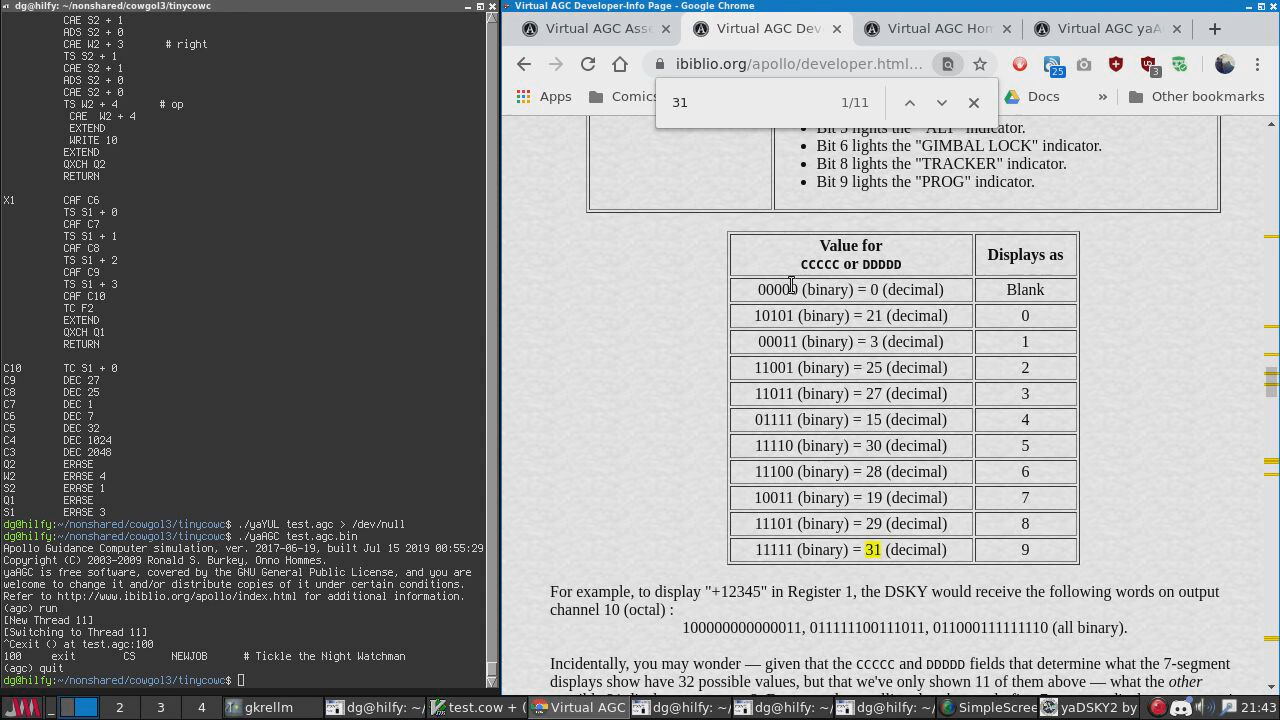 dg@hilfy: ~/nonshared/cowgol3/tinycowc
CAE S2 + 1
ADS S2 + 0
CAE W2 + 3 # right
TS S2 + 1
CAE S2 + 1
ADS S2 + 0
CAE S2 + 0
TS W2 + 4 # op
CAE W2 + 4
EXTEND
WRITE 10
EXTEND
QXCH Q2
RETURN
X1 CAF C6
TS S1 + 0
CAF C7
TS S1 + 1
CAF C8
TS S1 + 2
CAF C9
TS S1 + 3
CAF C10
TC F2
EXTEND
QXCH Q1
RETURN
C10 TC S1 + 0
C9 DEC 27
C8 DEC 25
C7 DEC 1
C6 DEC 7
C5 DEC 32
C4 DEC 1024
C3 DEC 2048
Q2 ERASE
W2 ERASE 4
S2 ERASE 1
Q1 ERASE
S1 ERASE 3
dg@hilfy:~/nonshared/cowgol3/tinycowc$ ./yaYUL test.agc > /dev/null
dg@hilfy:~/nonshared/cowgol3/tinycowc$ ./yaAGC test.agc.bin
Apollo Guidance Computer simulation, ver. 2017-06-19, built Jul 15 2019 00:55:29
Copyright (C) 2003-2009 Ronald S. Burkey, Onno Hommes.
yaAGC is free software, covered by the GNU General Public License, and you are
welcome to change it and/or distribute copies of it under certain conditions.
Refer to http://www.ibiblio.org/apollo/index.html for additional information.
(agc) run
[New Thread 11]
[Switching to Thread 11]
^Cexit () at test.agc:100
100 exit CS NEWJOB # Tickle the Night Watchman
(agc) quit
dg@hilfy:~/nonshared/cowgol3/tinycowc$
Virtual AGC Developer-Info Page - Google Chrome
Virtual AGC Ass
Virtual AGC Dev
Virtual AGC Hom
Virtual AGC yaA
ibiblio.org/apollo/developer.html...
25
3
Apps
Comics
Docs
»
Other bookmarks
31
1/11
Bit 5 lights the "ALT" indicator.
Bit 6 lights the "GIMBAL LOCK" indicator.
Bit 8 lights the "TRACKER" indicator.
Bit 9 lights the "PROG" indicator.
Value for CCCCC or DDDDD Displays as
00000 (binary) = 0 (decimal) Blank
10101 (binary) = 21 (decimal) 0
00011 (binary) = 3 (decimal) 1
11001 (binary) = 25 (decimal) 2
11011 (binary) = 27 (decimal) 3
01111 (binary) = 15 (decimal) 4
11110 (binary) = 30 (decimal) 5
11100 (binary) = 28 (decimal) 6
10011 (binary) = 19 (decimal) 7
11101 (binary) = 29 (decimal) 8
11111 (binary) = 31 (decimal) 9
For example, to display "+12345" in Register 1, the DSKY would receive the following words on output
channel 10 (octal) :
100000000000011, 011111100111011, 011000111111110 (all binary).
Incidentally, you may wonder — given that the CCCCC and DDDDD fields that determine what the 7-segment
displays show have 32 possible values, but that we've only shown 11 of them above — what the other
2
3
4
gkrellm
dg@hilfy: ~
test.cow + (
Virtual AGC
dg@hilfy: ~/
dg@hilfy: ~/
dg@hilfy: ~/
SimpleScree
yaDSKY2 by
21:43